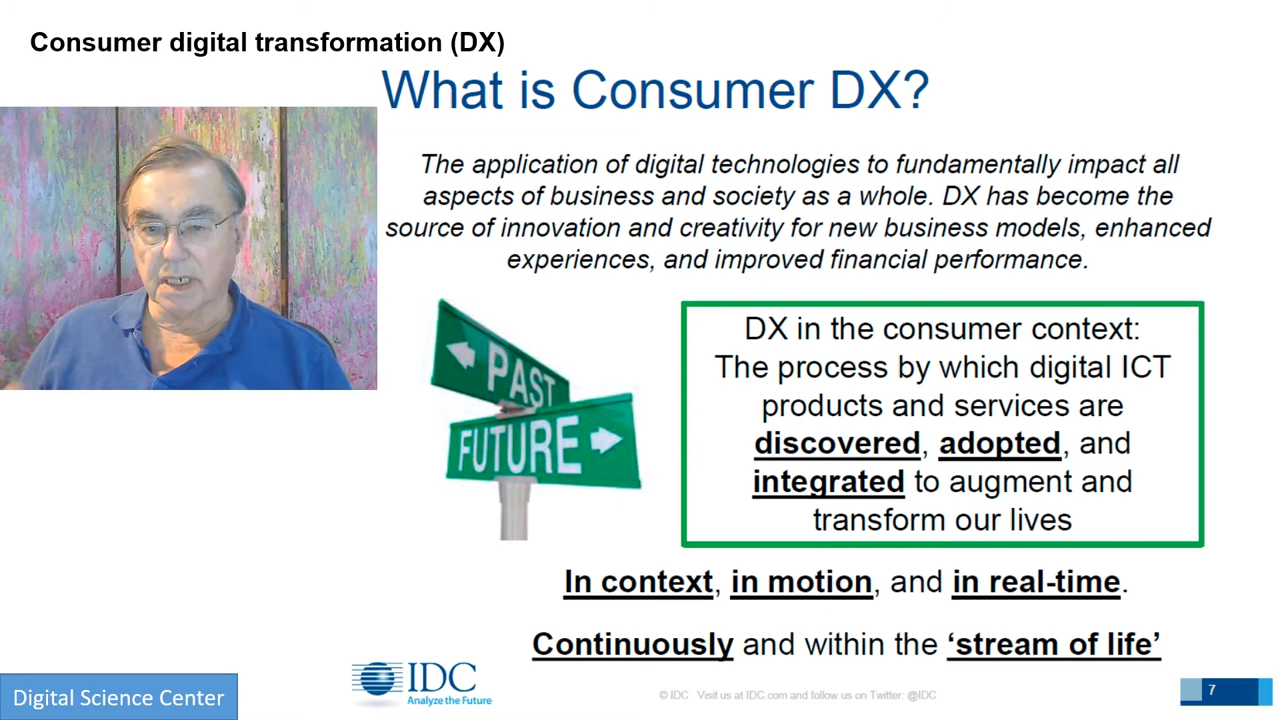 Consumer digital transformation (DX)
What is Consumer DX?
The application of digital technologies to fundamentally impact all
aspects of business and society as a whole. DX has become the
source of innovation and creativity for new business models, enhanced
experiences, and improved financial performance.
PAST
FUTURE
DX in the consumer context:
The process by which digital ICT
products and services are
discovered, adopted, and
integrated to augment and
transform our lives
In context, in motion, and in real-time.
Continuously and within the ‘stream of life’
IDC
Analyze the Future
Digital Science Center
© IDC Visit us at IDC.com and follow us on Twitter: @IDC
7